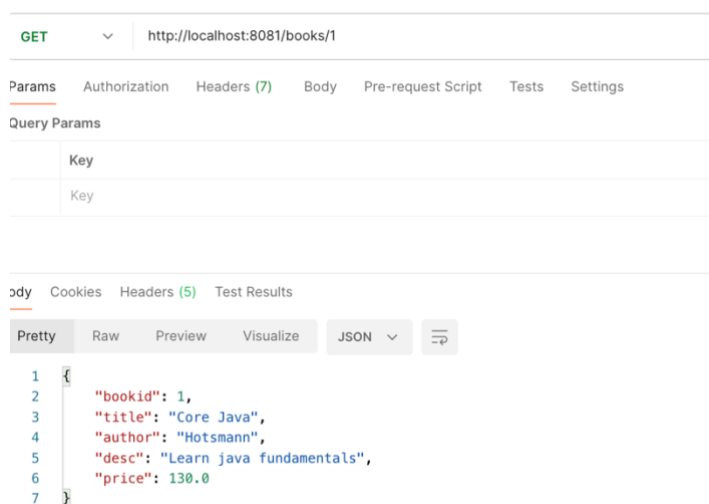 GET http://localhost:8081/books/1
Params Authorization Headers (7) Body Pre-request Script Tests Settings
Query Params
Key
Key
ody Cookies Headers (5) Test Results
Pretty Raw Preview Visualize JSON
1 {
2 "bookid": 1,
3 "title": "Core Java",
4 "author": "Hotsmann",
5 "desc": "Learn java fundamentals",
6 "price": 130.0
7 }